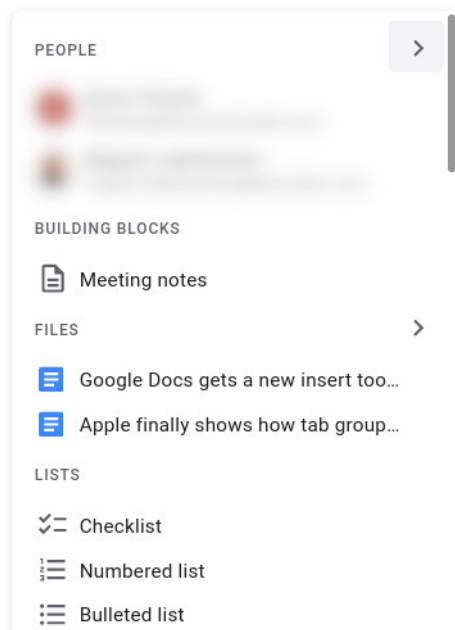 PEOPLE
BUILDING BLOCKS
Meeting notes
FILES
Google Docs gets a new insert too...
Apple finally shows how tab group...
LISTS
Checklist
Numbered list
Bulleted list